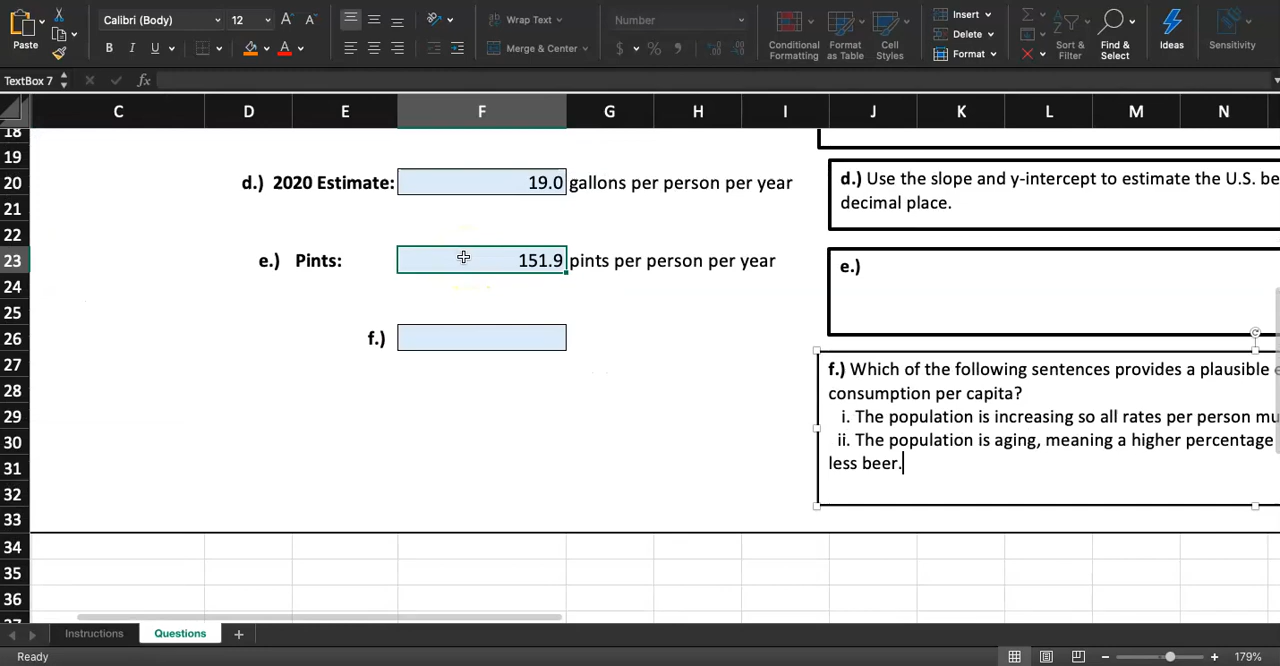 Calibri (Body) 12 A^ A˅ Wrap Text Number Insert
Paste B I U A Merge & Center $ % Conditional Formatting Format as Table Cell Styles Delete Format Sort & Filter Find & Select Ideas Sensitivity
TextBox 7 fx
C D E F G H I J K L M N
18
19
20 d.) 2020 Estimate: 19.0 gallons per person per year
21
22
23 e.) Pints: 151.9 pints per person per year
24
25
26 f.)
27
28
29
30
31
32
33
34
35
36
d.) Use the slope and y-intercept to estimate the U.S. be
decimal place.
e.)
f.) Which of the following sentences provides a plausible
consumption per capita?
i. The population is increasing so all rates per person mu
ii. The population is aging, meaning a higher percentage
less beer.
Instructions Questions +
Ready 179%